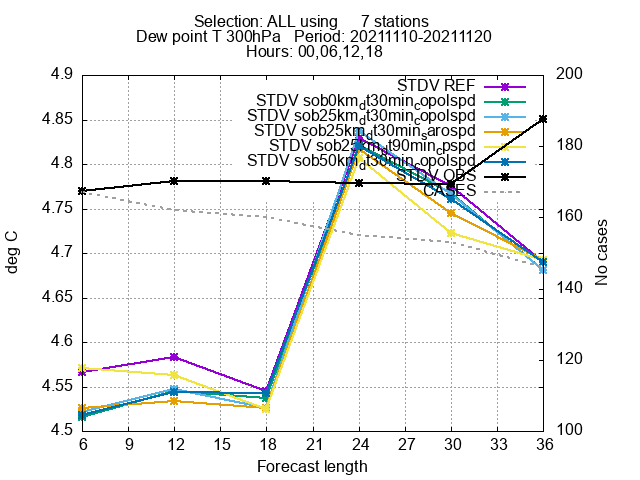 Selection: ALL using 7 stations
Dew point T 300hPa Period: 20211110-20211120
Hours: 00,06,12,18
STDV REF
STDV sob0km_dt30min_copolspd
STDV sob25km_dt30min_copolspd
STDV sob25km_dt30min_sarospd
STDV sob25km_dt90min_cpspd
STDV sob50km_dt30min_copolspd
STDV OBS
CASES
4.9
4.85
4.8
4.75
4.7
4.65
4.6
4.55
4.5
deg C
200
180
160
140
120
100
No cases
6 9 12 15 18 21 24 27 30 33 36
Forecast length